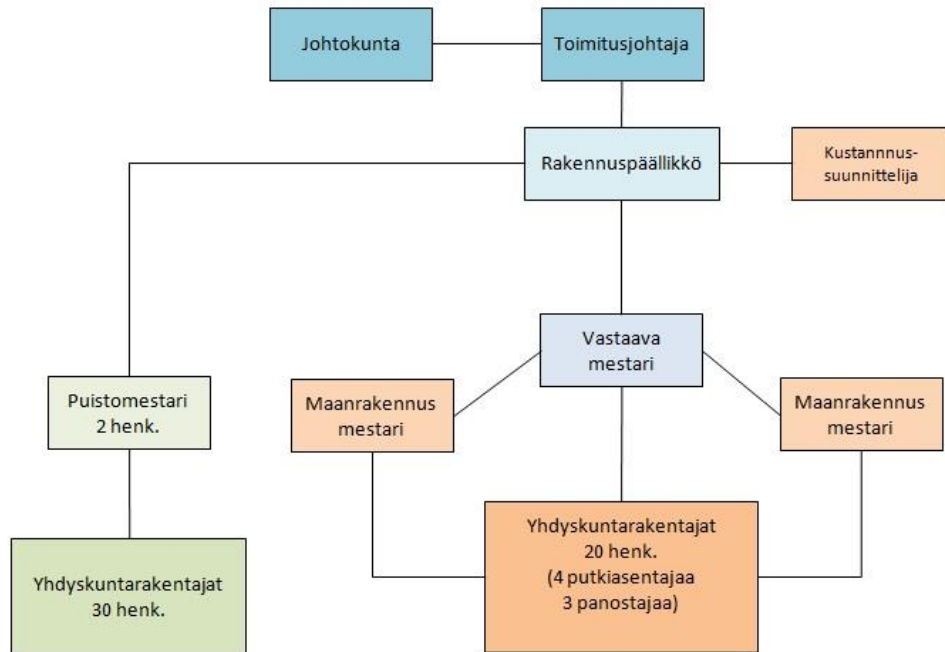 Johtokunta
Toimitusjohtaja
Rakennuspäällikkö
Kustannnus-
suunnittelija
Vastaava
mestari
Puistomestari
2 henk.
Maanrakennus
mestari
Maanrakennus
mestari
Yhdyskuntarakentajat
20 henk.
(4 putkiasentajaa
3 panostajaa)
Yhdyskuntarakentajat
30 henk.